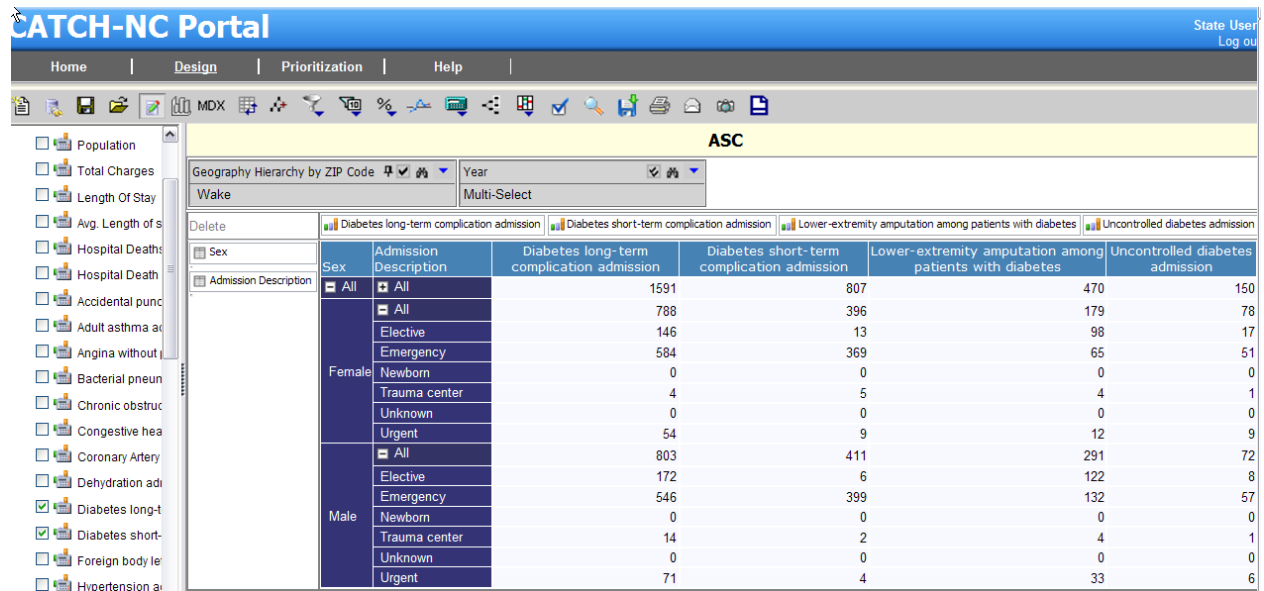 CATCH-NC Portal
State User
Log ou
Home | Design | Prioritization | Help |
MDX
Population
Total Charges
Length Of Stay
Avg. Length of s
Hospital Deaths
Hospital Death
Accidental punc
Adult asthma ac
Angina without
Bacterial pneun
Chronic obstruc
Congestive hea
Coronary Artery
Dehydration adı
Diabetes long-t
Diabetes short-
Foreign body le
Hypertension a
ASC
Geography Hierarchy by ZIP Code Year
Wake Multi-Select
Delete
Sex
Admission Description
Diabetes long-term complication admission Diabetes short-term complication admission Lower-extremity amputation among patients with diabetes Uncontrolled diabetes admission
Sex Admission Description Diabetes long-term complication admission Diabetes short-term complication admission Lower-extremity amputation among patients with diabetes Uncontrolled diabetes admission
All All 1591 807 470 150
Female All 788 396 179 78
Elective 146 13 98 17
Emergency 584 369 65 51
Newborn 0 0 0 0
Trauma center 4 5 4 1
Unknown 0 0 0 0
Urgent 54 9 12 9
Male All 803 411 291 72
Elective 172 6 122 8
Emergency 546 399 132 57
Newborn 0 0 0 0
Trauma center 14 2 4 1
Unknown 0 0 0 0
Urgent 71 4 33 6